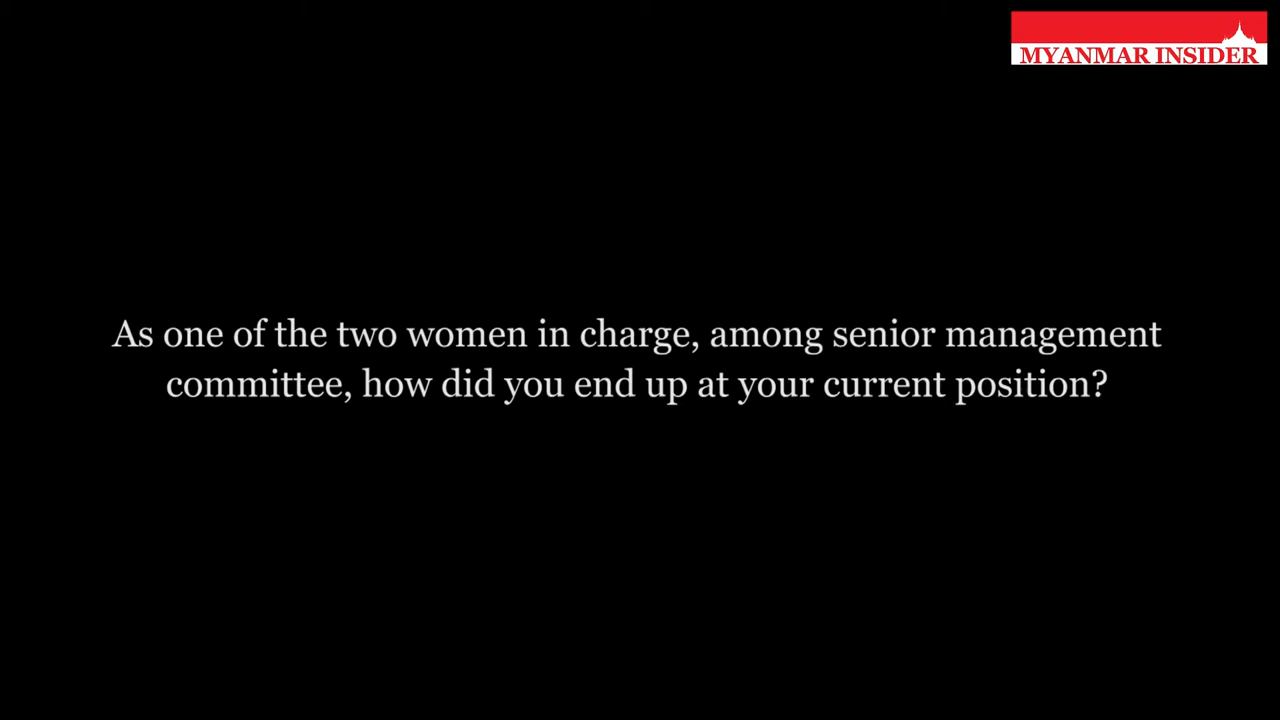 MYANMAR INSIDER
As one of the two women in charge, among senior management
committee, how did you end up at your current position?